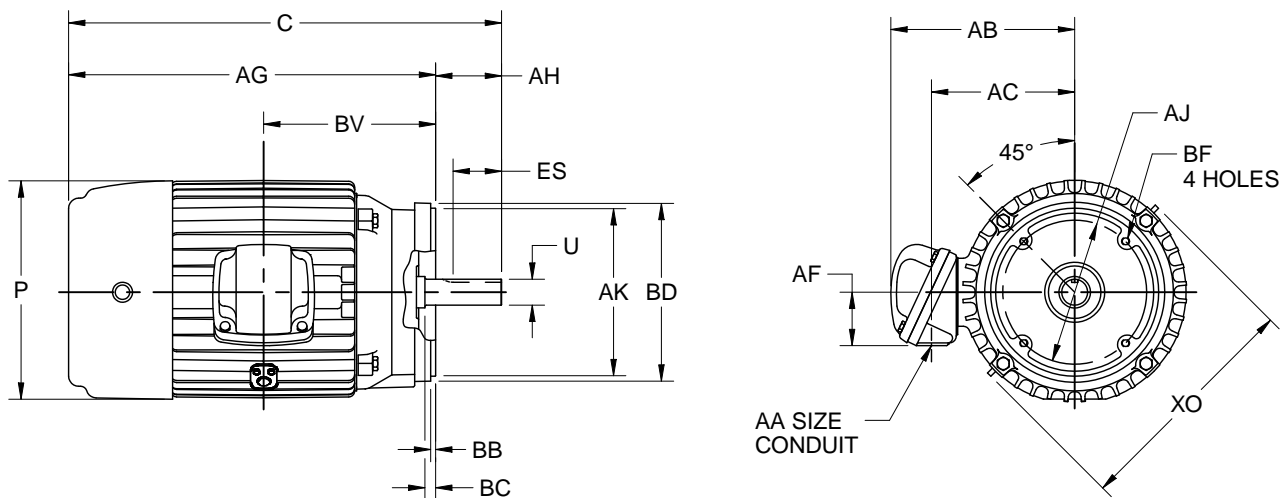 C
AG
AH
BV
ES
P
U
AK
BD
BB
BC
AB
AC
AJ
45°
BF
4 HOLES
AF
AA SIZE
CONDUIT
XO